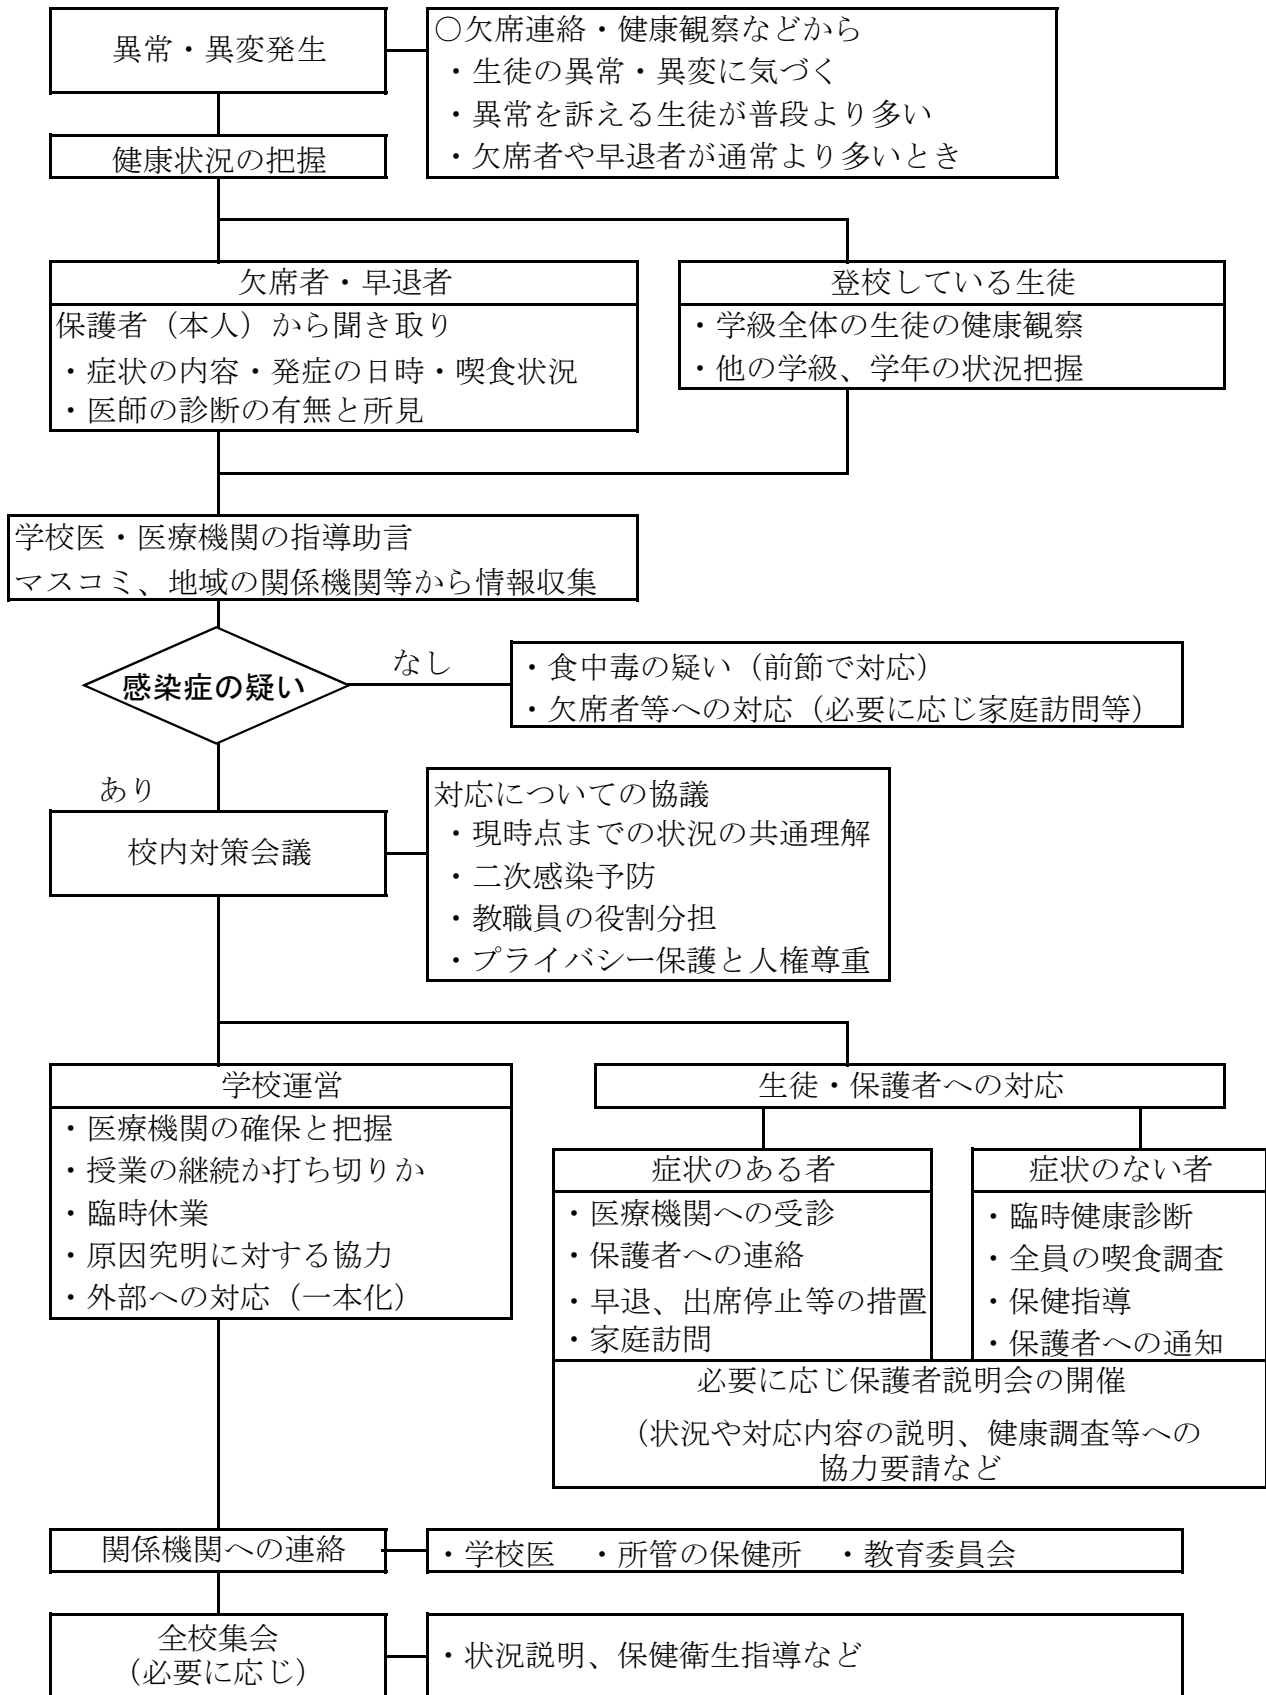 異常・異変発生
○欠席連絡・健康観察などから
・生徒の異常・異変に気づく
・異常を訴える生徒が普段より多い
・欠席者や早退者が通常より多いとき
健康状況の把握
欠席者・早退者
保護者（本人）から聞き取り
・症状の内容・発症の日時・喫食状況
・医師の診断の有無と所見
登校している生徒
・学級全体の生徒の健康観察
・他の学級、学年の状況把握
学校医・医療機関の指導助言
マスコミ、地域の関係機関等から情報収集
感染症の疑い
なし
・食中毒の疑い（前節で対応）
・欠席者等への対応（必要に応じ家庭訪問等）
あり
校内対策会議
対応についての協議
・現時点までの状況の共通理解
・二次感染予防
・教職員の役割分担
・プライバシー保護と人権尊重
学校運営
・医療機関の確保と把握
・授業の継続か打ち切りか
・臨時休業
・原因究明に対する協力
・外部への対応（一本化）
生徒・保護者への対応
症状のある者
・医療機関への受診
・保護者への連絡
・早退、出席停止等の措置
・家庭訪問
症状のない者
・臨時健康診断
・全員の喫食調査
・保健指導
・保護者への通知
必要に応じ保護者説明会の開催
（状況や対応内容の説明、健康調査等への
協力要請など
関係機関への連絡
・学校医　・所管の保健所　・教育委員会
全校集会
（必要に応じ）
・状況説明、保健衛生指導など